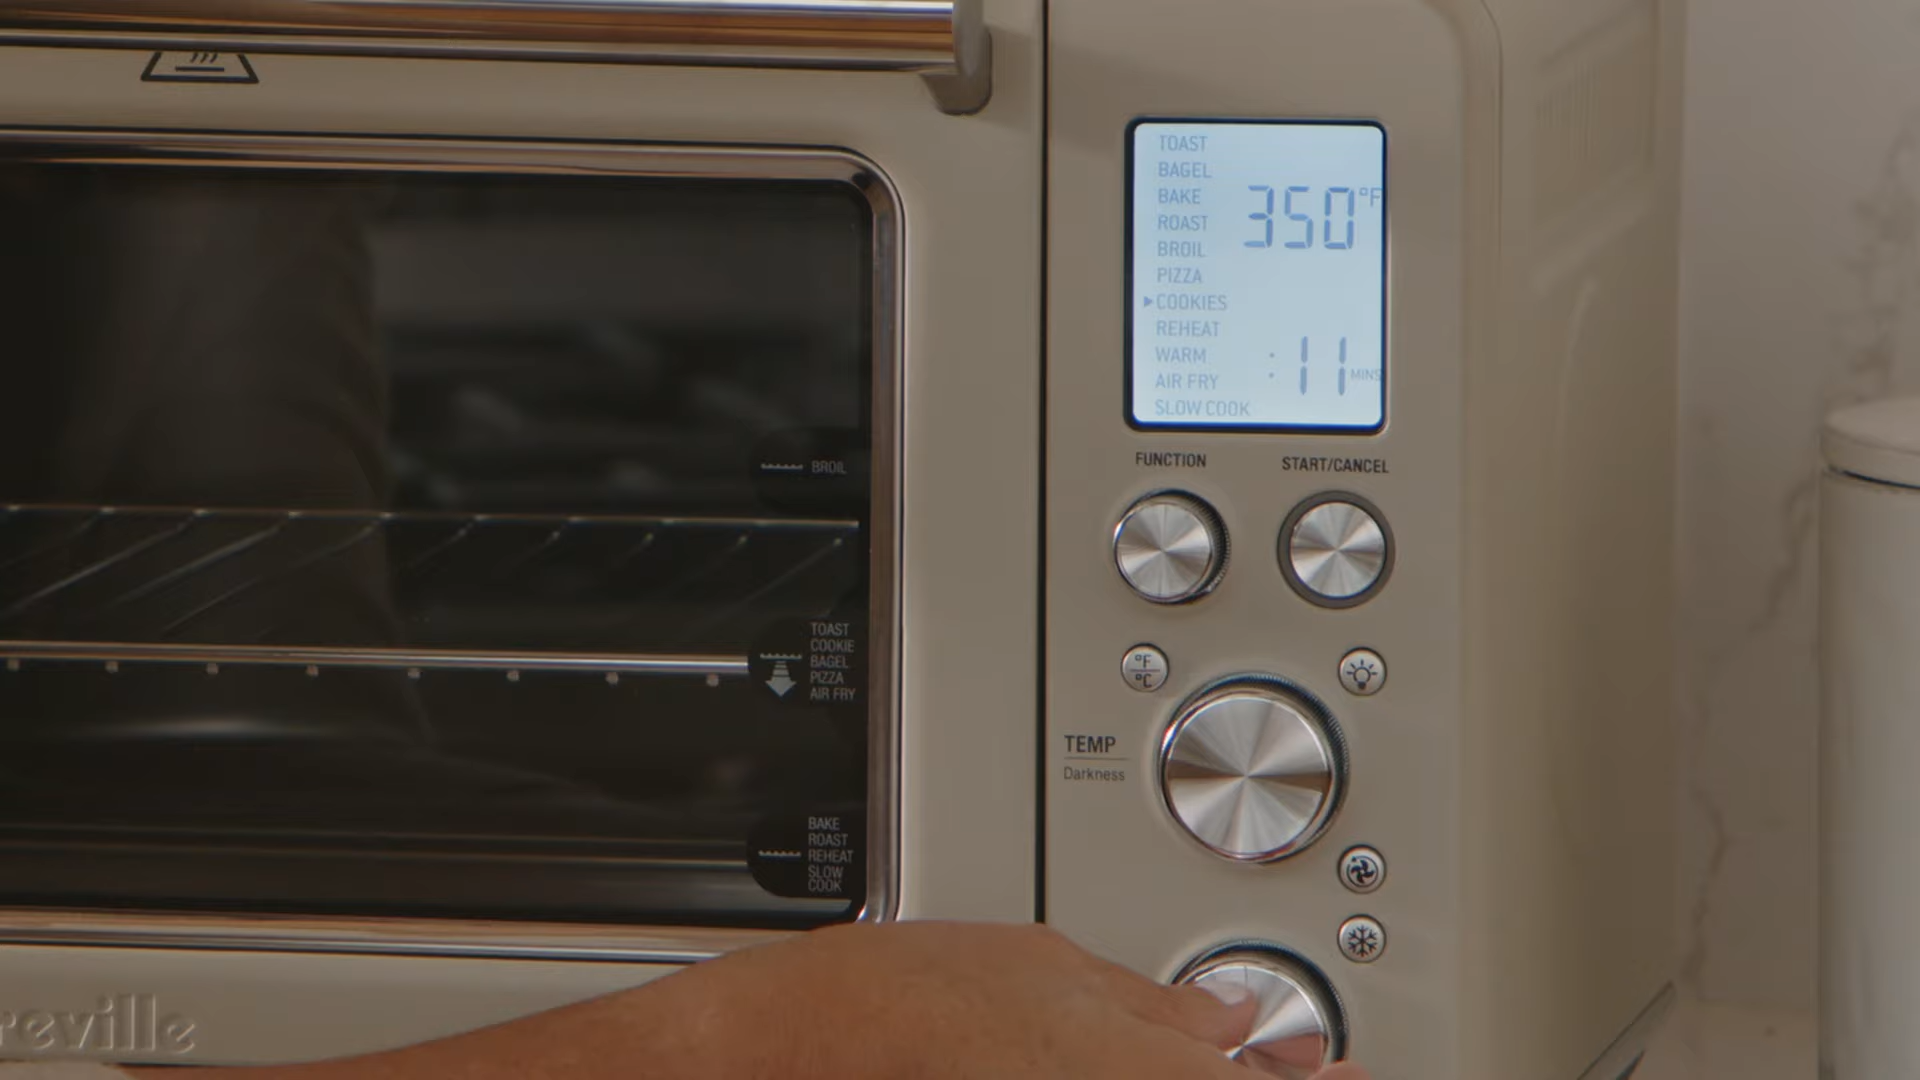 TOAST
BAGEL
BAKE
ROAST
BROIL
PIZZA
COOKIES
REHEAT
WARM
AIR FRY
SLOW COOK
350°F
:11 MINS
FUNCTION
START/CANCEL
°F
°C
TEMP
Darkness
BROIL
TOAST
COOKIE
BAGEL
PIZZA
AIR FRY
BAKE
ROAST
REHEAT
SLOW
COOK
reville